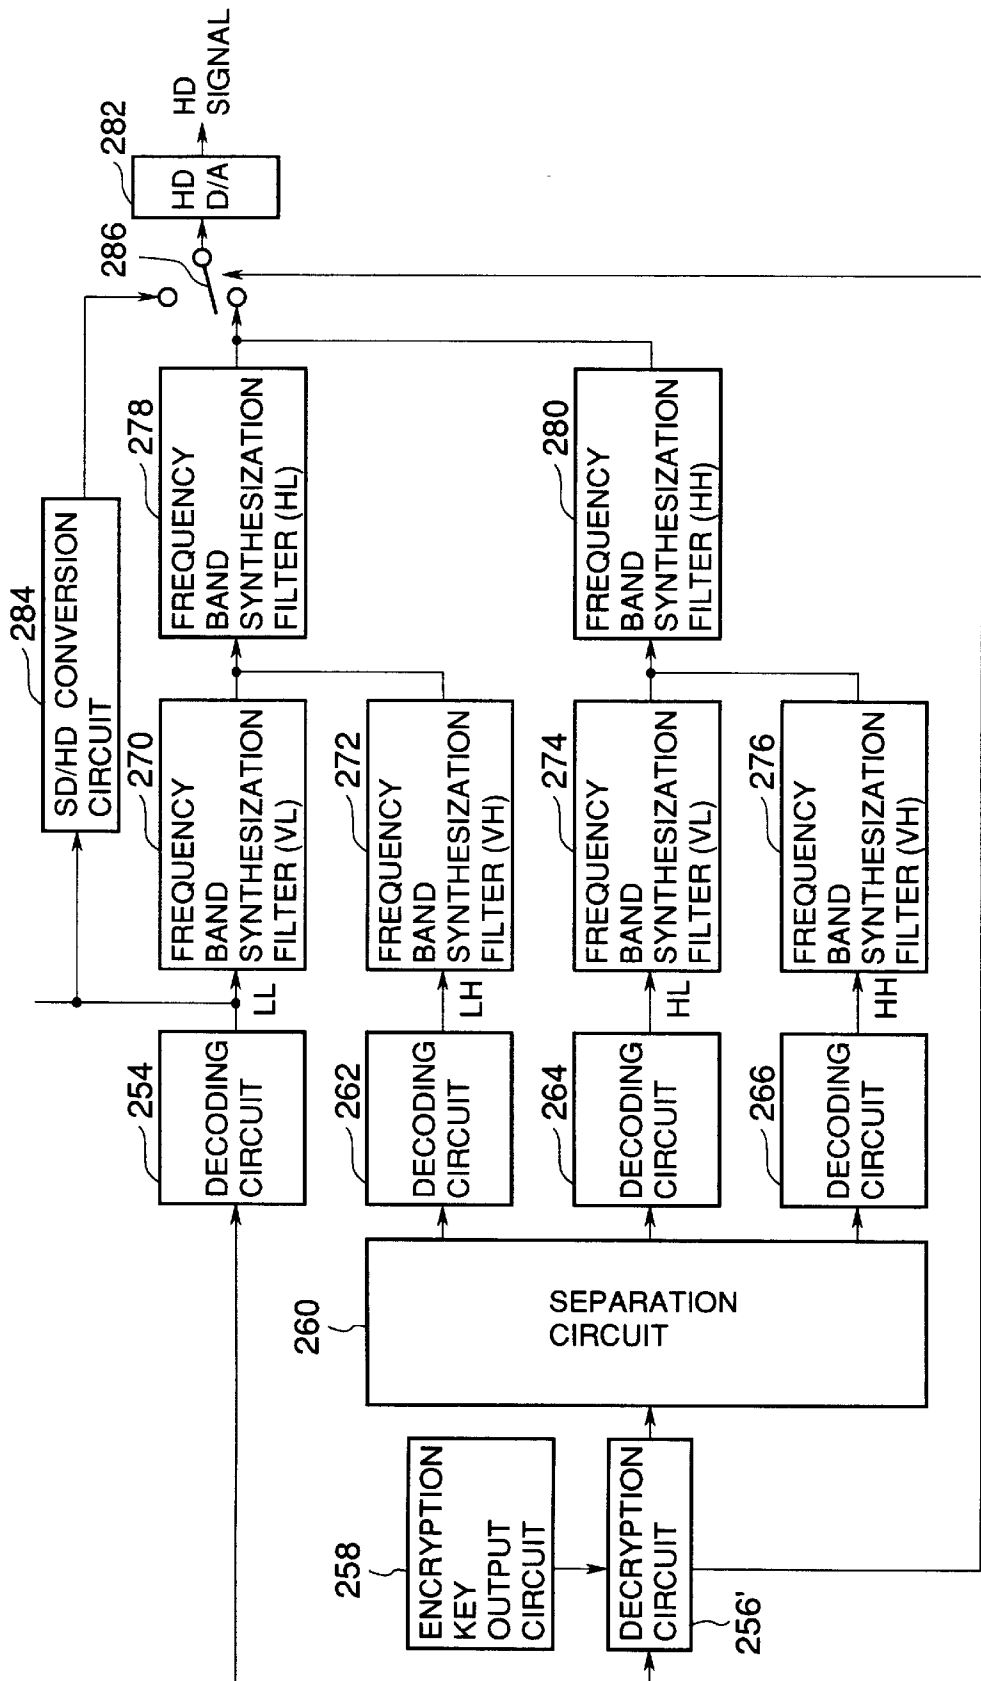 284
SD/HD CONVERSION
CIRCUIT
254
DECODING
CIRCUIT
LL
270
FREQUENCY
BAND
SYNTHESIZATION
FILTER (VL)
278
FREQUENCY
BAND
SYNTHESIZATION
FILTER (HL)
286
282
HD
D/A
HD
SIGNAL
262
DECODING
CIRCUIT
LH
272
FREQUENCY
BAND
SYNTHESIZATION
FILTER (VH)
258
ENCRYPTION
KEY
OUTPUT
CIRCUIT
260
SEPARATION
CIRCUIT
264
DECODING
CIRCUIT
HL
274
FREQUENCY
BAND
SYNTHESIZATION
FILTER (VL)
280
FREQUENCY
BAND
SYNTHESIZATION
FILTER (HH)
DECRYPTION
CIRCUIT
256'
266
DECODING
CIRCUIT
HH
276
FREQUENCY
BAND
SYNTHESIZATION
FILTER (VH)